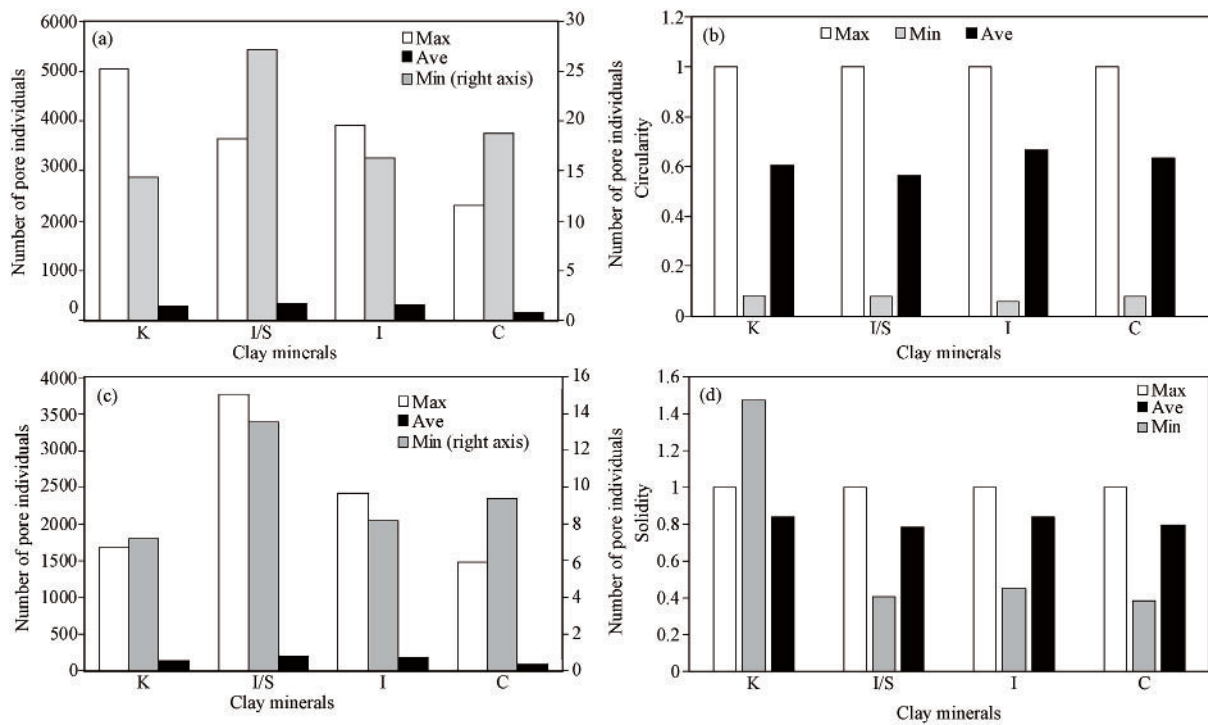 (a)
Max
Ave
Min (right axis)
Number of pore individuals
6000
5000
4000
3000
2000
1000
0
30
25
20
15
10
5
0
K I/S I C
Clay minerals
(b)
Max Min Ave
Number of pore individuals
Circularity
1.2
1
0.8
0.6
0.4
0.2
0
K I/S I C
Clay minerals
(c)
Max
Ave
Min (right axis)
Number of pore individuals
4000
3500
3000
2500
2000
1500
1000
500
0
16
14
12
10
8
6
4
2
0
K I/S I C
Clay minerals
(d)
Max
Ave
Min
Number of pore individuals
Solidity
1.6
1.4
1.2
1
0.8
0.6
0.4
0.2
0
K I/S I C
Clay minerals